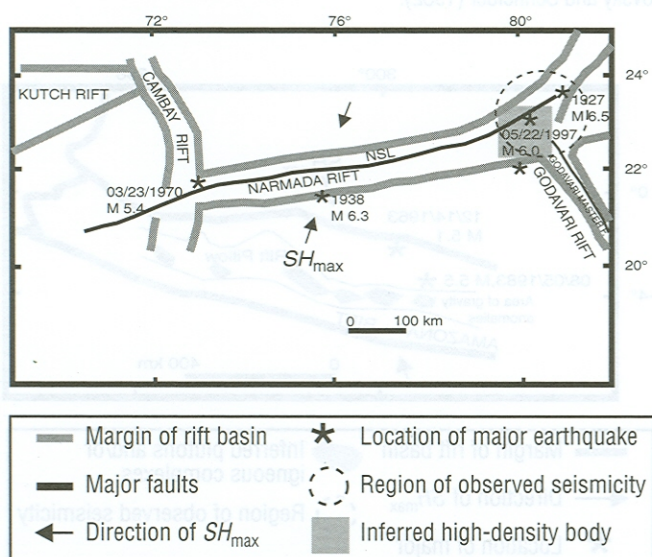 72°
76°
80°
24°
22°
20°
KUTCH RIFT
CAMBAY RIFT
NSL
NARMADA RIFT
1927
M 6.5
05/22/1997
M 6.0
GODAVARI RIFT
03/23/1970
M 5.4
1938
M 6.3
SHmax
0 100 km
Margin of rift basin
Location of major earthquake
Major faults
Region of observed seismicity
Direction of SHmax
Inferred high-density body